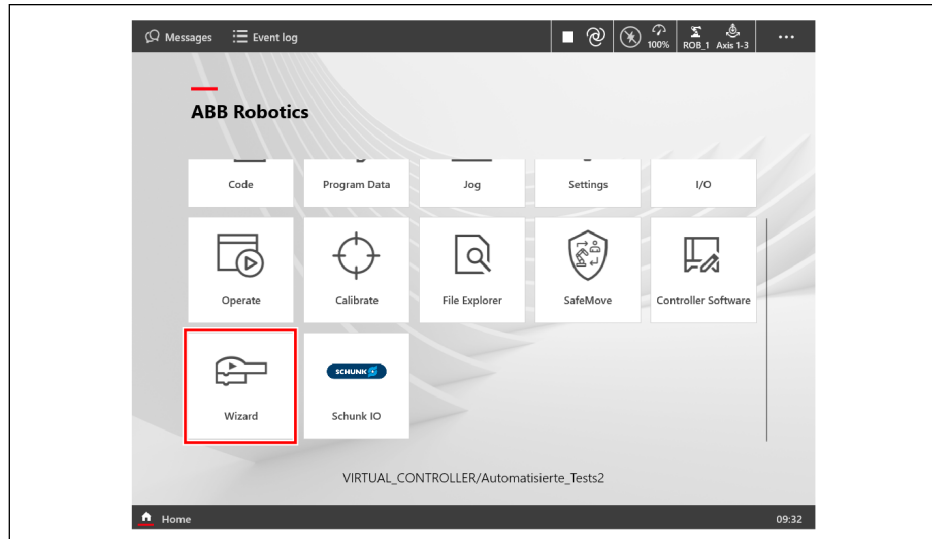 Messages Event log
100% ROB_1 Axis 1-3
ABB Robotics
Code Program Data Jog Settings I/O
Operate Calibrate File Explorer SafeMove Controller Software
SCHUNK
Wizard Schunk IO
VIRTUAL_CONTROLLER/Automatisierte_Tests2
Home 09:32